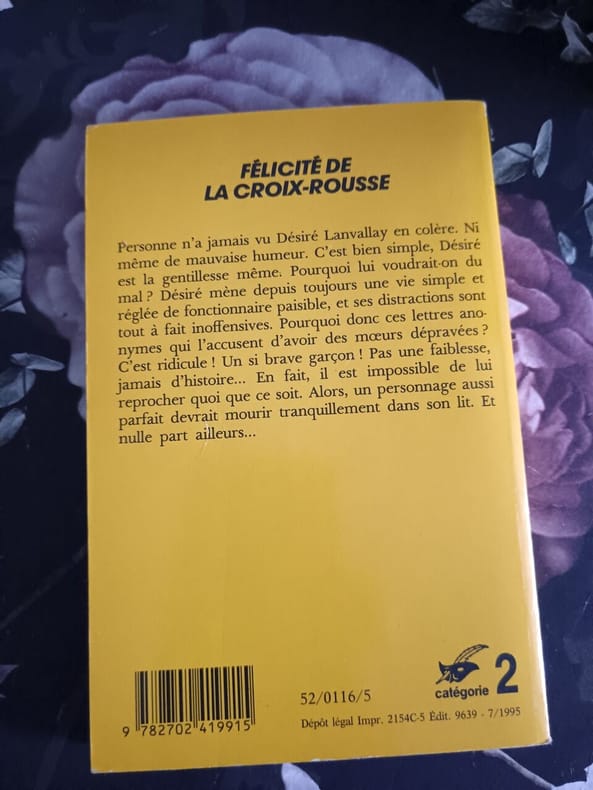 FÉLICITÉ DE
LA CROIX-ROUSSE
Personne n'a jamais vu Désiré Lanvallay en colère. Ni
même de mauvaise humeur. C'est bien simple, Désiré
est la gentillesse même. Pourquoi lui voudrait-on du
mal ? Désiré mène depuis toujours une vie simple et
réglée de fonctionnaire paisible, et ses distractions sont
tout à fait inoffensives. Pourquoi donc ces lettres ano-
nymes qui l'accusent d'avoir des mœurs dépravées ?
C'est ridicule ! Un si brave garçon ! Pas une faiblesse,
jamais d'histoire... En fait, il est impossible de lui
reprocher quoi que ce soit. Alors, un personnage aussi
parfait devrait mourir tranquillement dans son lit. Et
nulle part ailleurs...
9 782702 419915
52/0116/5
catégorie 2
Dépôt légal Impr. 2154C-5 Édit. 9639 - 7/1995